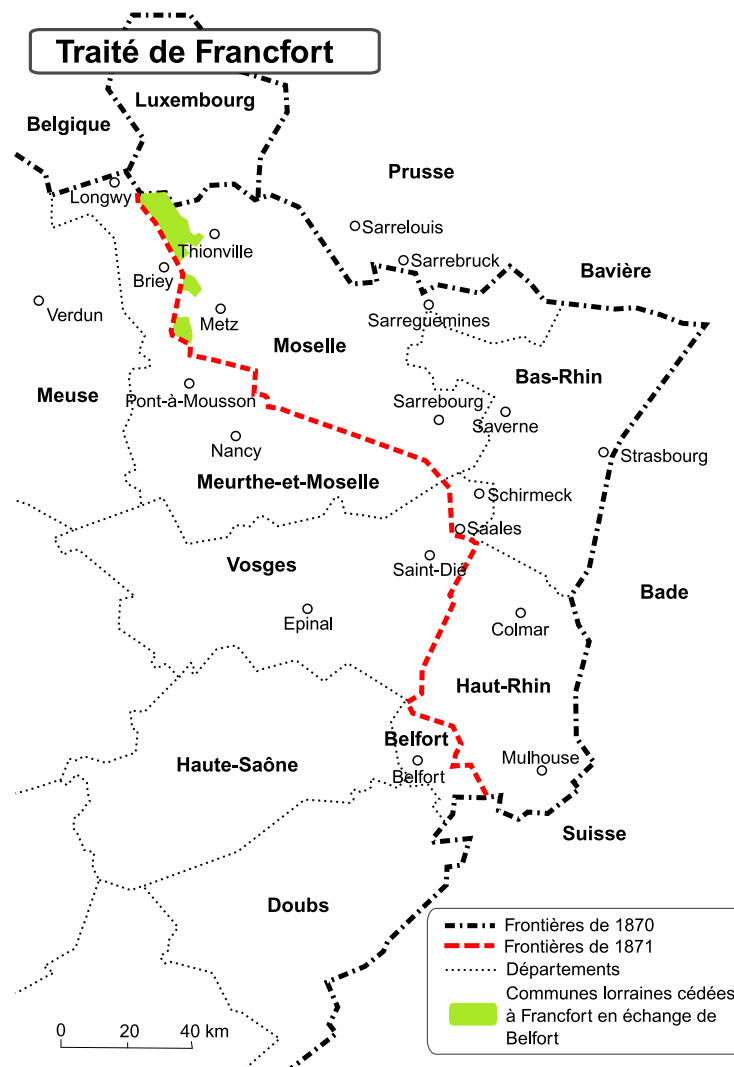 Traité de Francfort
Luxembourg
Belgique
Prusse
Longwy
Sarrelouis
Thionville
Sarrebruck
Bavière
Briey
Verdun
Metz
Sarreguemines
Moselle
Bas-Rhin
Meuse
Pont-à-Mousson
Sarrebourg
Saverne
Nancy
Strasbourg
Meurthe-et-Moselle
Schirmeck
Saales
Vosges
Saint-Dié
Bade
Epinal
Colmar
Haut-Rhin
Belfort
Haute-Saône
Belfort
Mulhouse
Suisse
Doubs
Frontières de 1870
Frontières de 1871
Départements
Communes lorraines cédées
à Francfort en échange de
Belfort
0 20 40 km